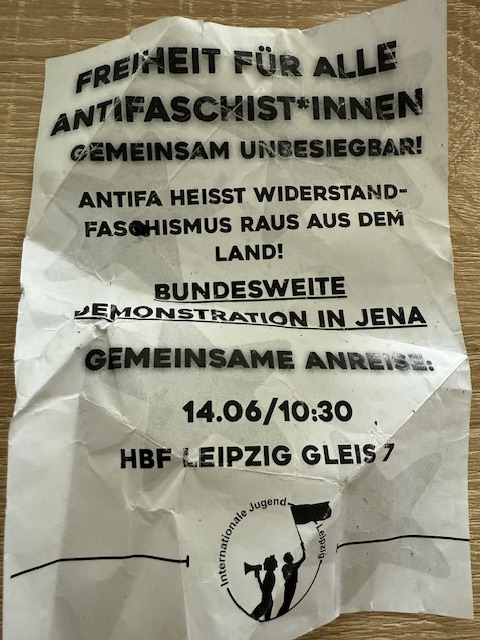 FREIHEIT FÜR ALLE
ANTIFASCHIST*INNEN
GEMEINSAM UNBESIEGBAR!
ANTIFA HEISST WIDERSTAND-
FASCHISMUS RAUS AUS DEM
LAND!
BUNDESWEITE
DEMONSTRATION IN JENA
GEMEINSAME ANREISE:
14.06/10:30
HBF LEIPZIG GLEIS 7
Internationale Jugend
Leipzig